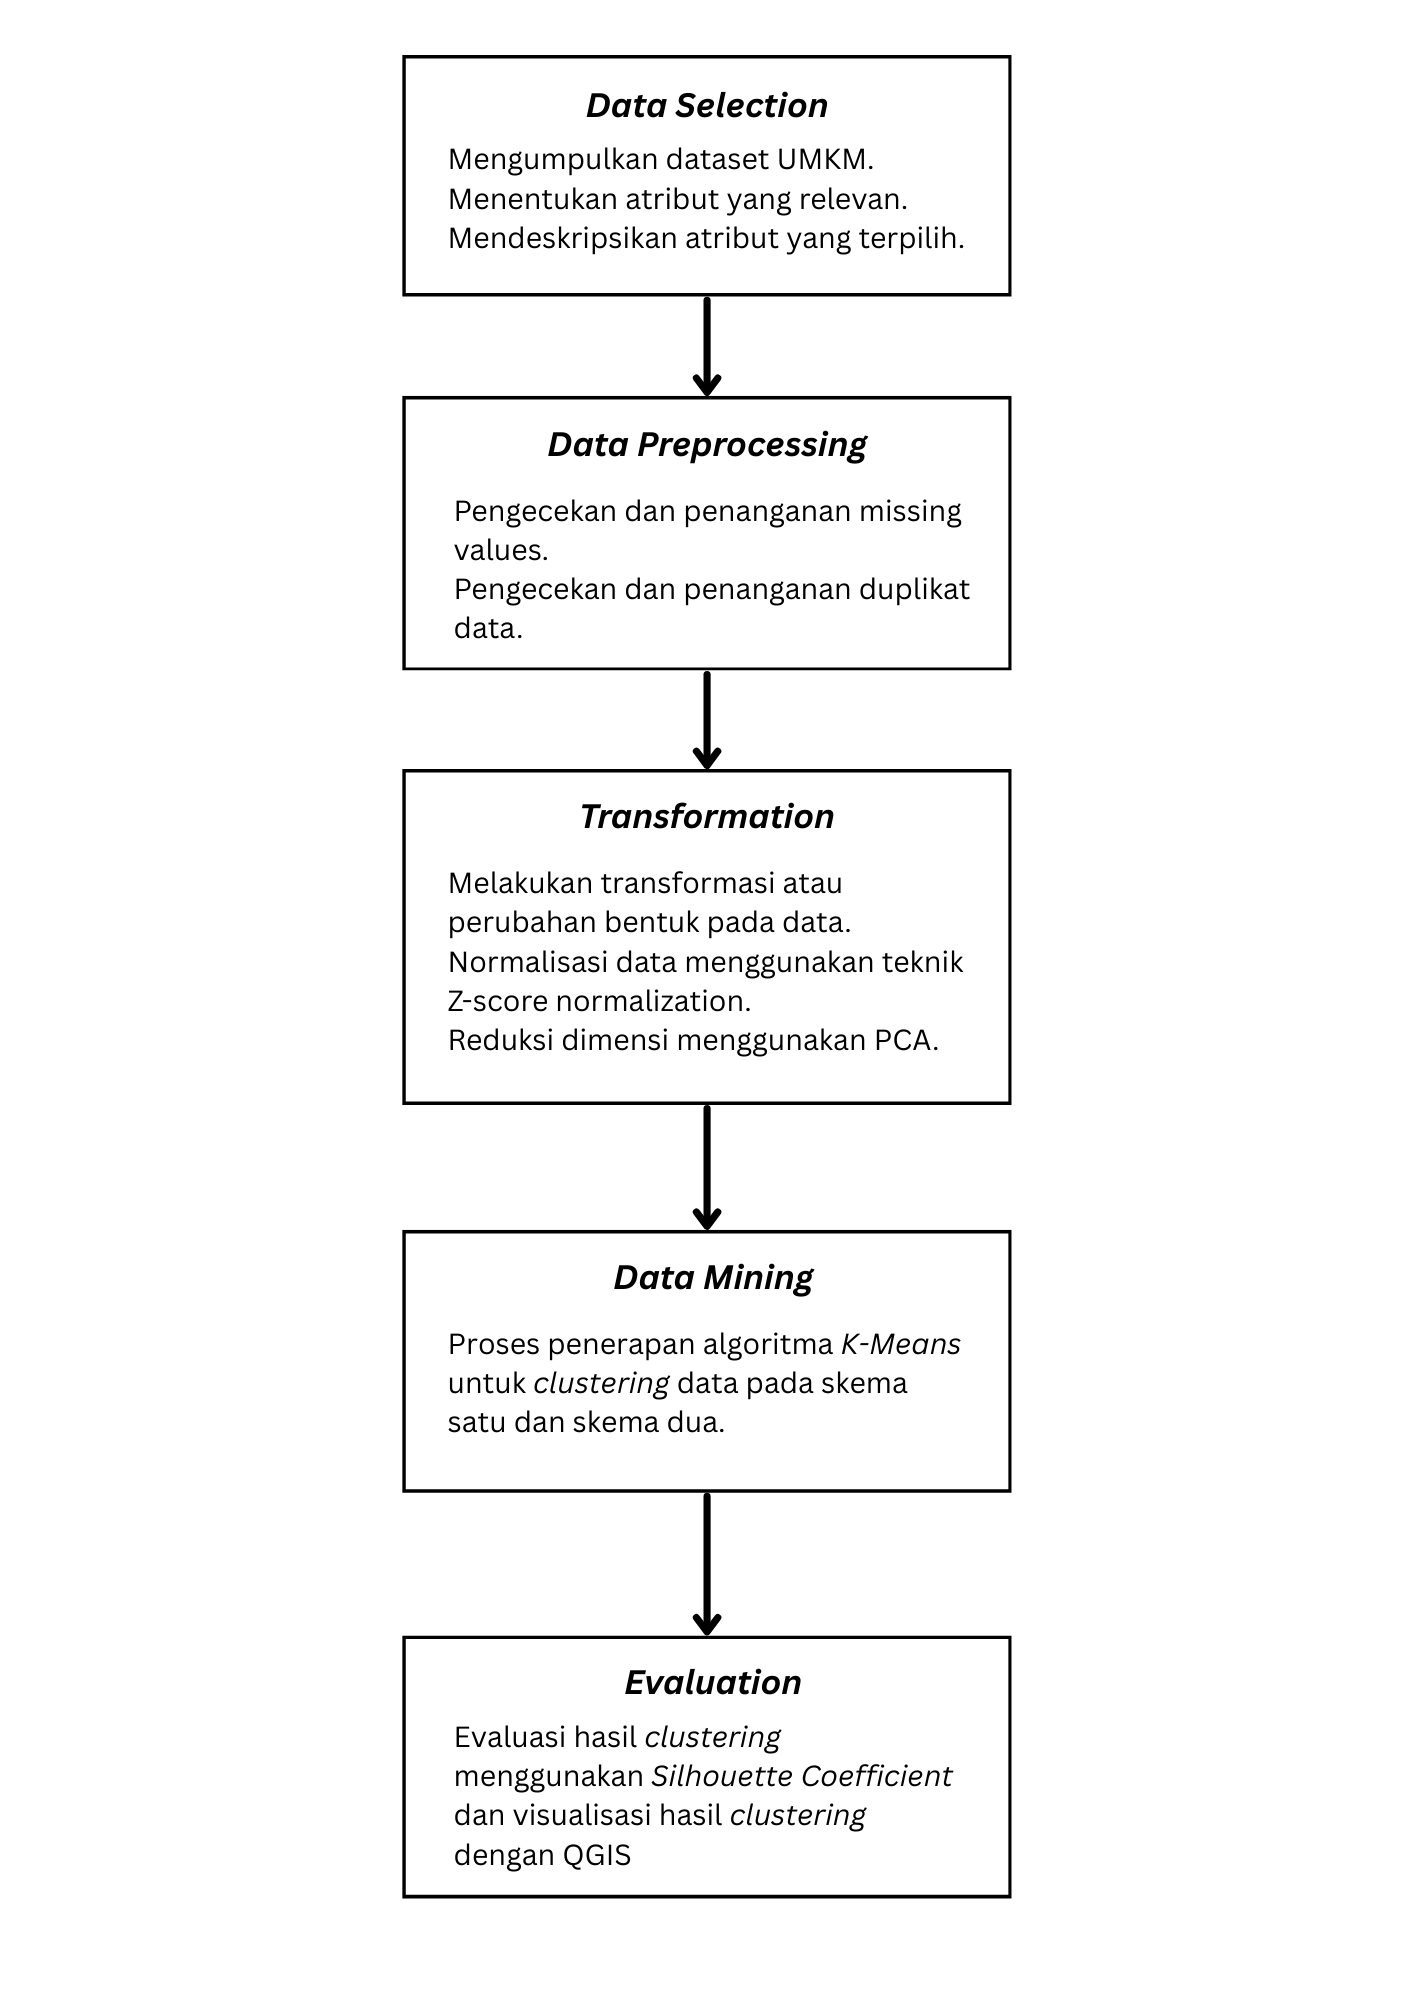 Data Selection
Mengumpulkan dataset UMKM.
Menentukan atribut yang relevan.
Mendeskripsikan atribut yang terpilih.
Data Preprocessing
Pengecekan dan penanganan missing
values.
Pengecekan dan penanganan duplikat
data.
Transformation
Melakukan transformasi atau
perubahan bentuk pada data.
Normalisasi data menggunakan teknik
Z-score normalization.
Reduksi dimensi menggunakan PCA.
Data Mining
Proses penerapan algoritma K-Means
untuk clustering data pada skema
satu dan skema dua.
Evaluation
Evaluasi hasil clustering
menggunakan Silhouette Coefficient
dan visualisasi hasil clustering
dengan QGIS